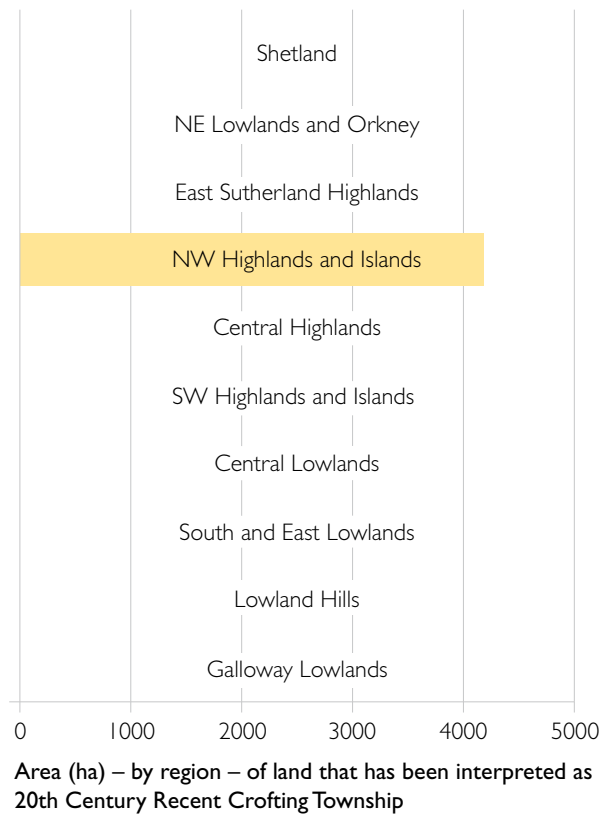 Shetland
NE Lowlands and Orkney
East Sutherland Highlands
NW Highlands and Islands
Central Highlands
SW Highlands and Islands
Central Lowlands
South and East Lowlands
Lowland Hills
Galloway Lowlands
0 1000 2000 3000 4000 5000
Area (ha) – by region – of land that has been interpreted as
20th Century Recent Crofting Township